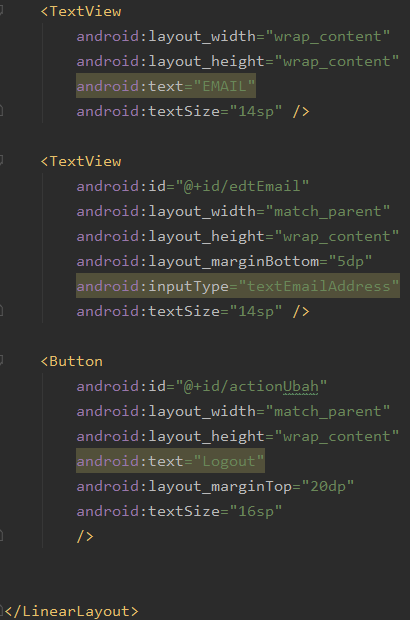 <TextView
android:layout_width="wrap_content"
android:layout_height="wrap_content"
android:text="EMAIL"
android:textSize="14sp" />
<TextView
android:id="@+id/edtEmail"
android:layout_width="match_parent"
android:layout_height="wrap_content"
android:layout_marginBottom="5dp"
android:inputType="textEmailAddress"
android:textSize="14sp" />
<Button
android:id="@+id/actionUbah"
android:layout_width="match_parent"
android:layout_height="wrap_content"
android:text="Logout"
android:layout_marginTop="20dp"
android:textSize="16sp"
/>
</LinearLayout>